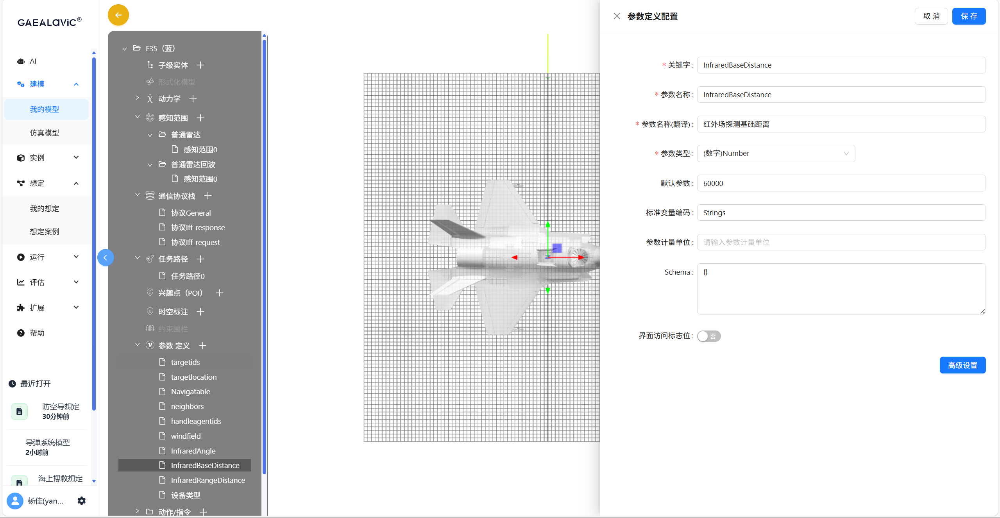 GAEALAVIC®
AI
建模
我的模型
仿真模型
实例
想定
我的想定
想定案例
运行
评估
扩展
帮助
最近打开
防空导想定
30分钟前
导弹系统模型
2小时前
海上搜救想定
杨佳(yan...
F35（蓝）
子级实体
形式化模型
动力学
感知范围
普通雷达
感知范围0
普通雷达回波
感知范围0
通信协议栈
协议General
协议Iff_response
协议Iff_request
任务路径
任务路径0
兴趣点（POI）
时空标注
约束围栏
参数 定义
targetids
targetlocation
Navigatable
neighbors
handleagentids
windfield
InfraredAngle
InfraredBaseDistance
InfraredRangeDistance
设备类型
动作/指令
Z
参数定义配置
取 消
保 存
* 关键字: InfraredBaseDistance
* 参数名称: InfraredBaseDistance
* 参数名称(翻译): 红外场探测基础距离
* 参数类型: (数字)Number
默认参数: 60000
标准变量编码: Strings
参数计量单位: 请输入参数计量单位
Schema: {}
界面访问标志位: 否
高级设置